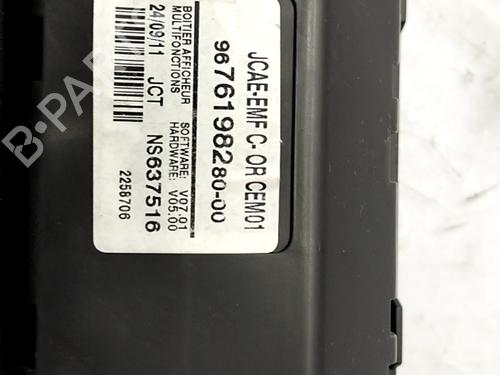 JCAE-EMF C- OR CEM01
9676198280-00
BOITIER AFFICHEUR
MULTIFONCTIONS
SOFTWARE: V07.01
HARDWARE: V05.00
24/09/11 JCT NS637516
2258706
B-PARTS